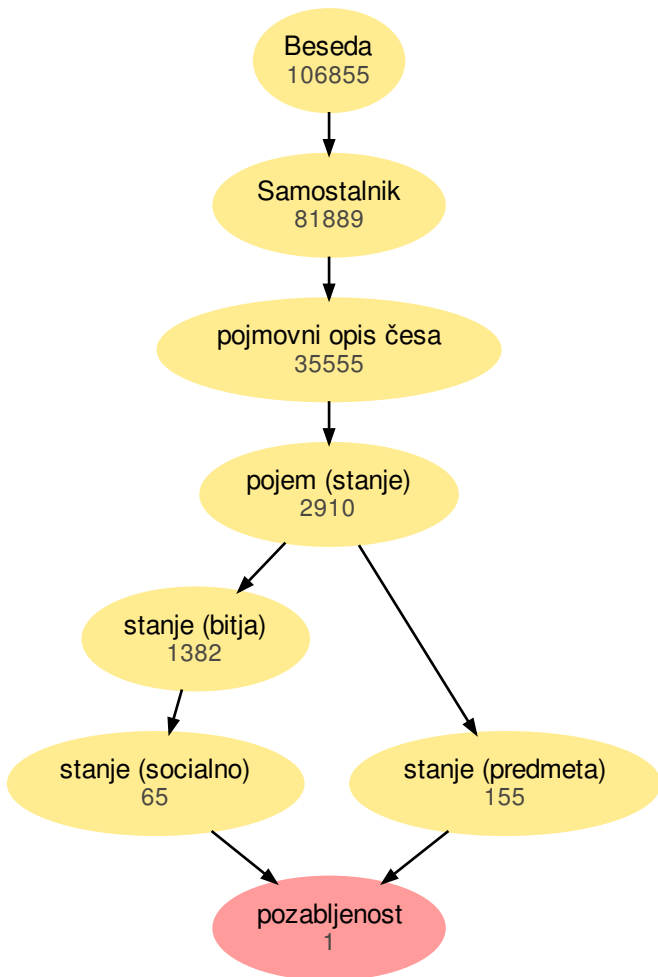 Beseda
106855
Samostalnik
81889
pojmovni opis česa
35555
pojem (stanje)
2910
stanje (bitja)
1382
stanje (socialno)
65
stanje (predmeta)
155
pozabljenost
1